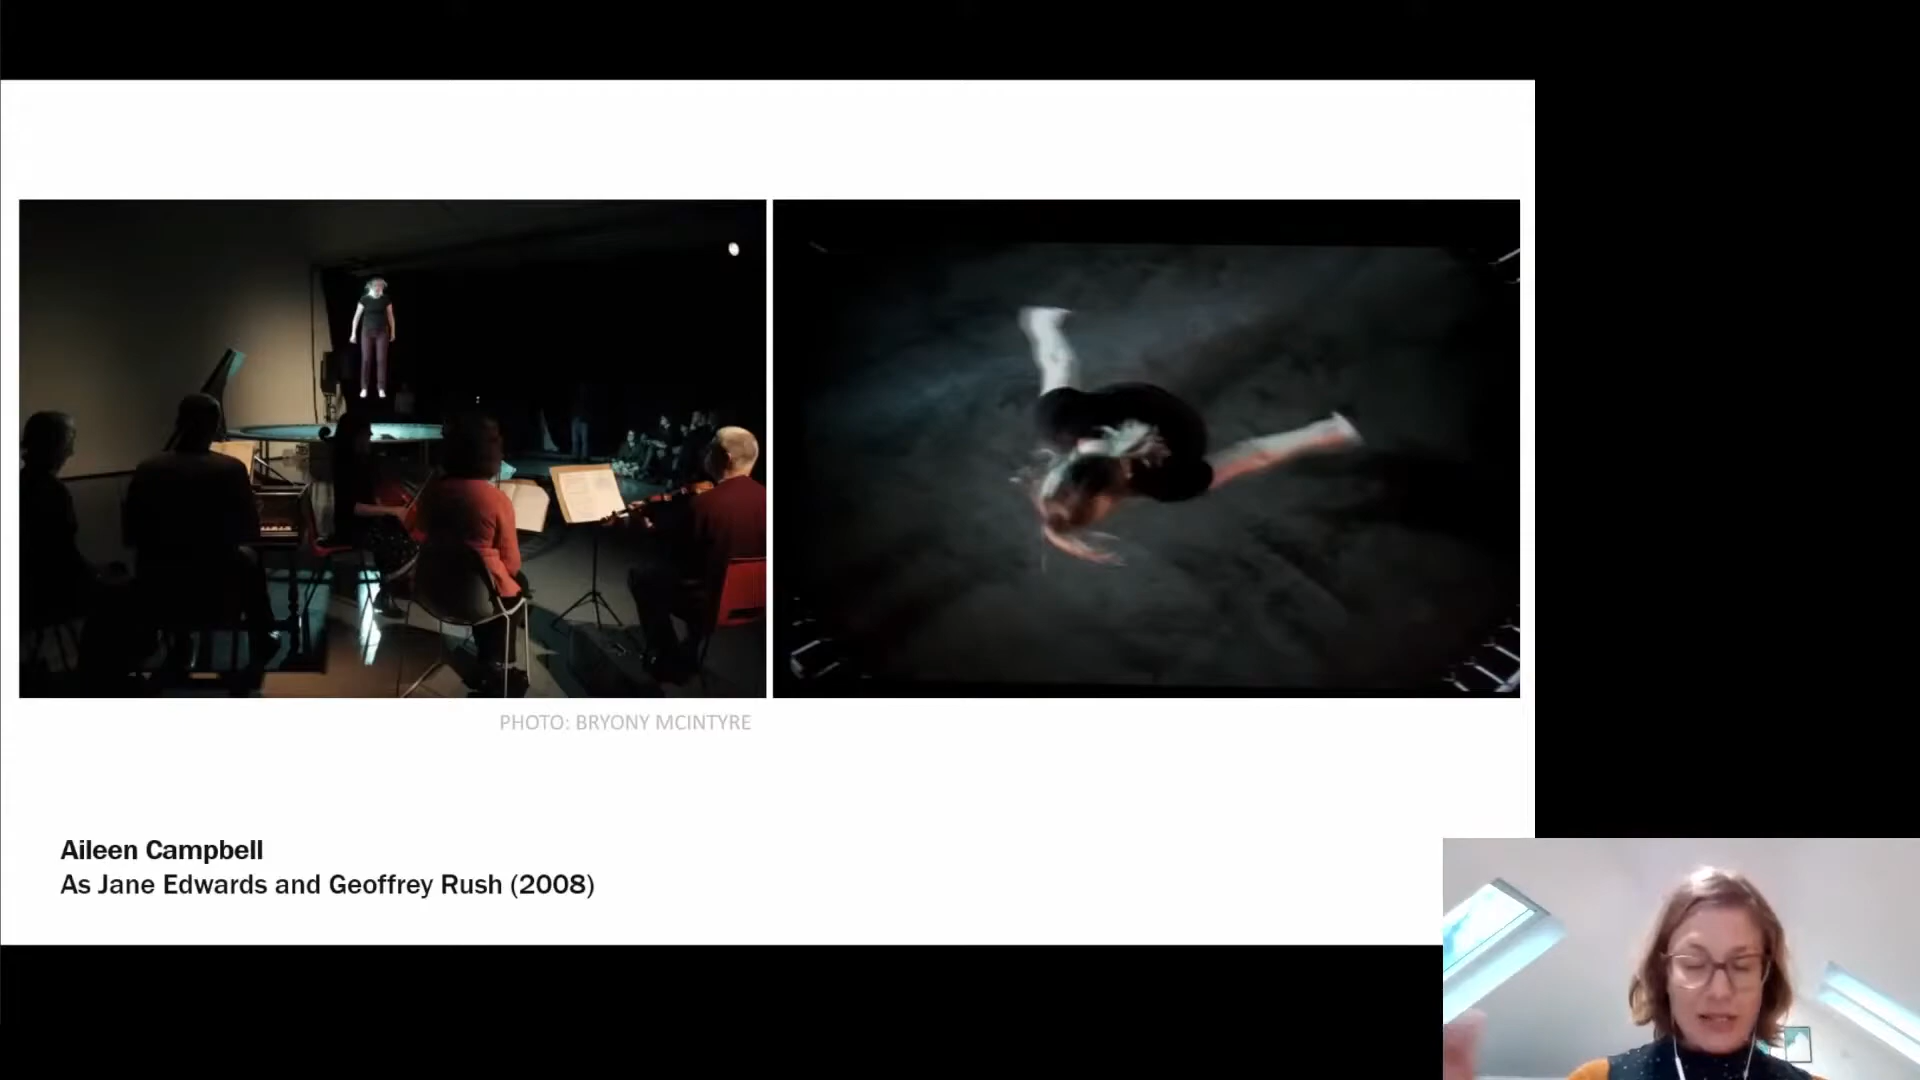 PHOTO: BRYONY MCINTYRE
Aileen Campbell
As Jane Edwards and Geoffrey Rush (2008)